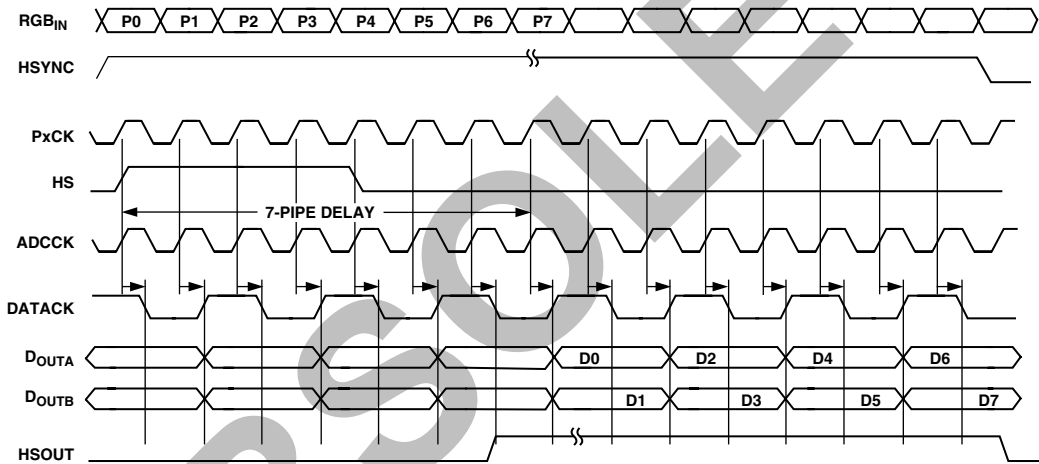 RGBIN P0 P1 P2 P3 P4 P5 P6 P7
HSYNC
PxCK
HS
7-PIPE DELAY
ADCCK
DATACK
DOUTA D0 D2 D4 D6
DOUTB D1 D3 D5 D7
HSOUT